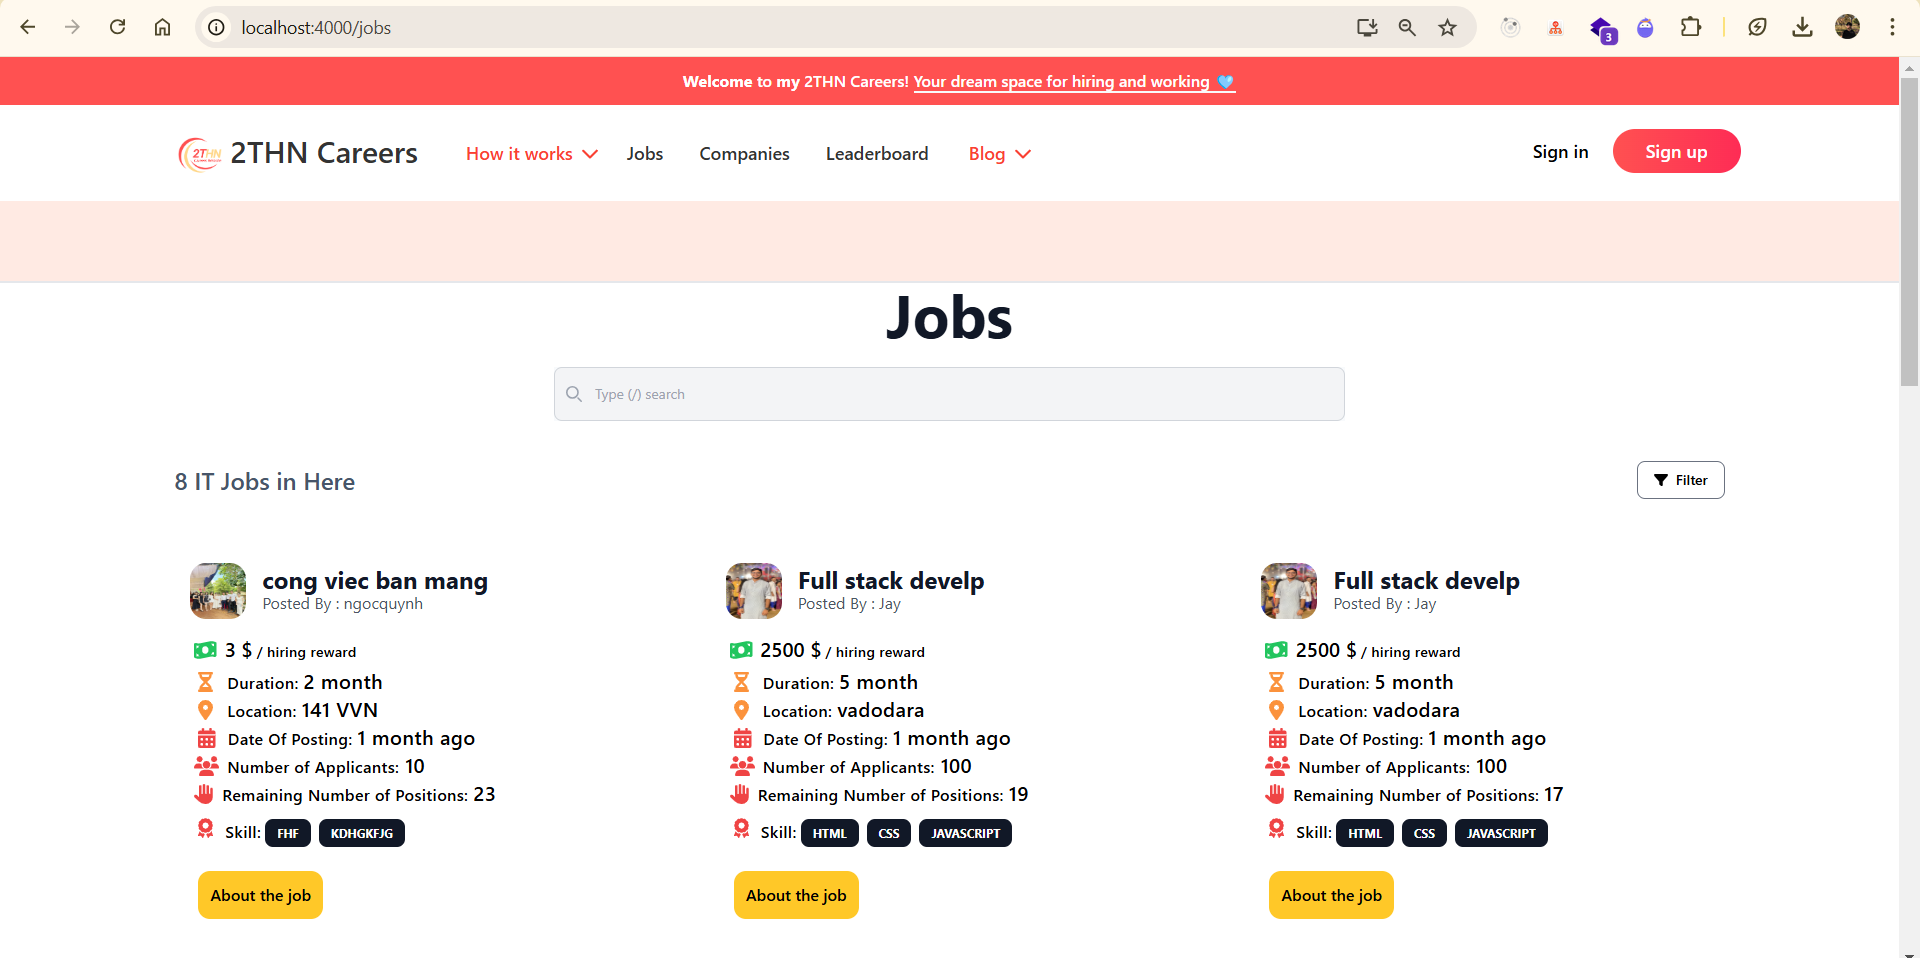 localhost:4000/jobs
3
Welcome to my 2THN Careers! Your dream space for hiring and working 🩵
2THN
2THN Careers
How it works
Jobs
Companies
Leaderboard
Blog
Sign in
Sign up
Jobs
Type (/) search
8 IT Jobs in Here
Filter
cong viec ban mang
Posted By : ngocquynh
3 $ / hiring reward
Duration: 2 month
Location: 141 VVN
Date Of Posting: 1 month ago
Number of Applicants: 10
Remaining Number of Positions: 23
Skill: FHF KDHGKFJG
About the job
Full stack develp
Posted By : Jay
2500 $ / hiring reward
Duration: 5 month
Location: vadodara
Date Of Posting: 1 month ago
Number of Applicants: 100
Remaining Number of Positions: 19
Skill: HTML CSS JAVASCRIPT
About the job
Full stack develp
Posted By : Jay
2500 $ / hiring reward
Duration: 5 month
Location: vadodara
Date Of Posting: 1 month ago
Number of Applicants: 100
Remaining Number of Positions: 17
Skill: HTML CSS JAVASCRIPT
About the job